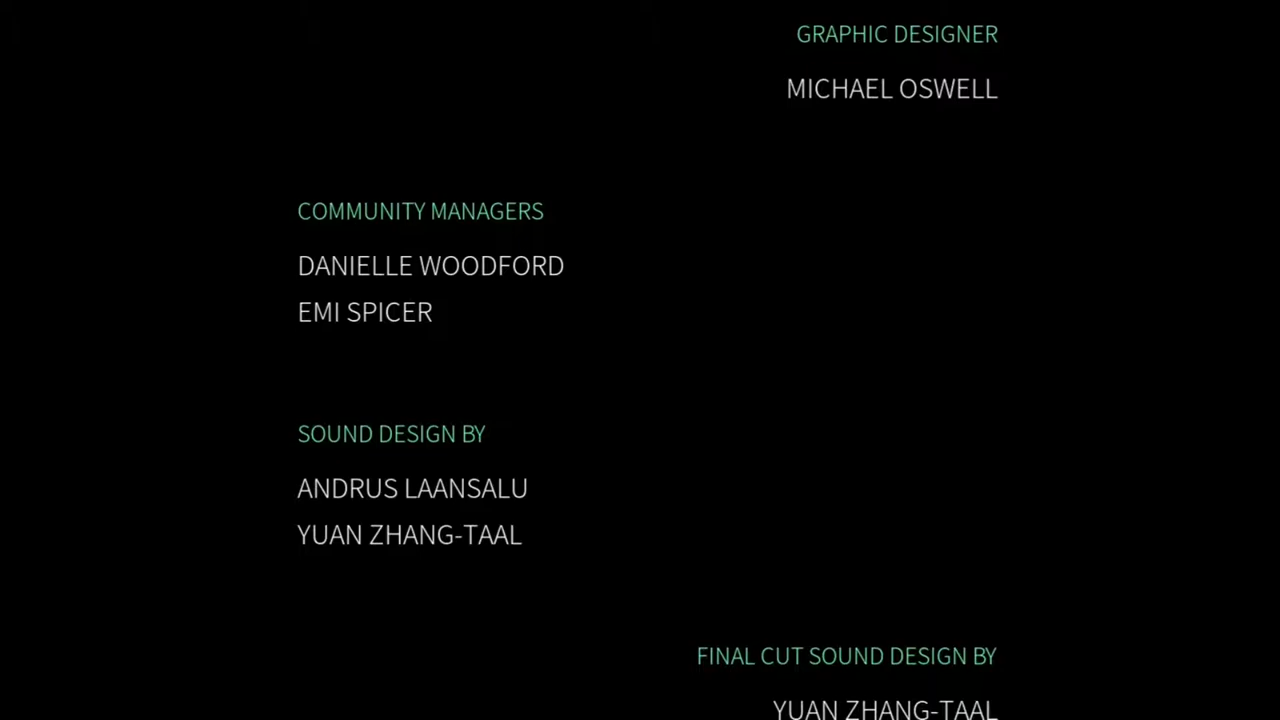 GRAPHIC DESIGNER
MICHAEL OSWELL
COMMUNITY MANAGERS
DANIELLE WOODFORD
EMI SPICER
SOUND DESIGN BY
ANDRUS LAANSALU
YUAN ZHANG-TAAL
FINAL CUT SOUND DESIGN BY
YUAN ZHANG-TAAL